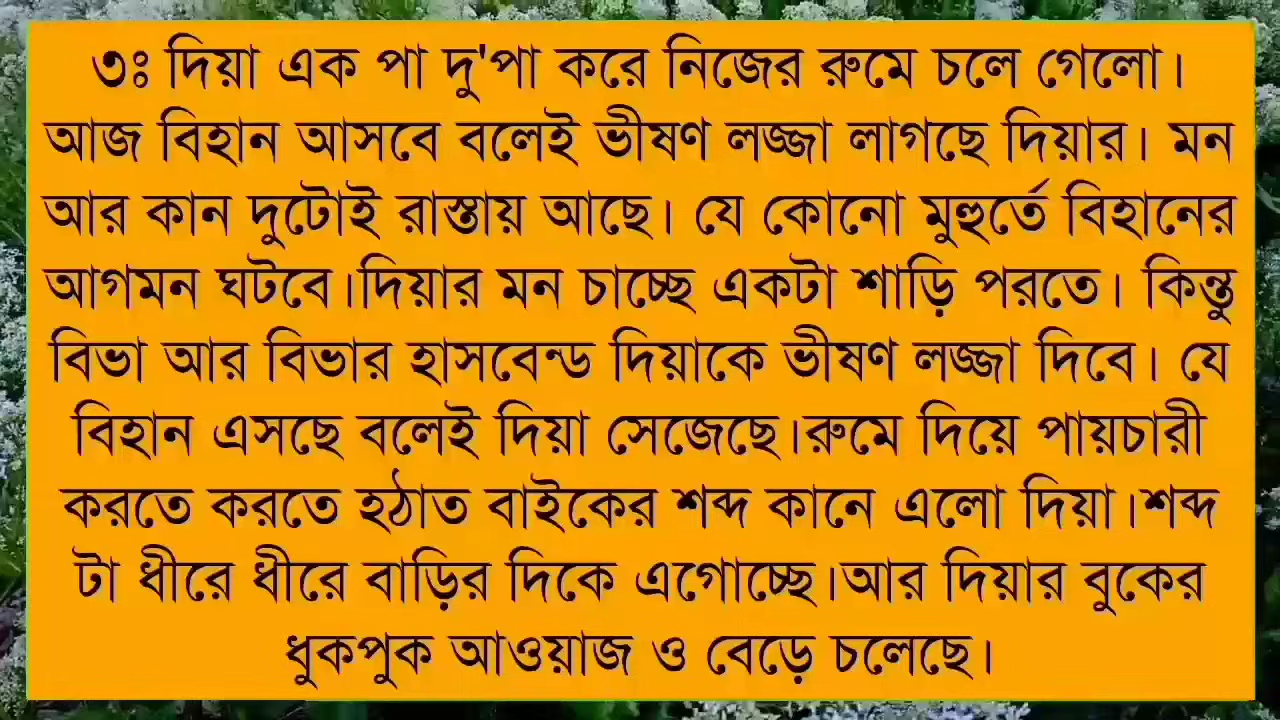 ৩ঃ দিয়া এক পা দু'পা করে নিজের রুমে চলে গেলো।
আজ বিহান আসবে বলেই ভীষণ লজ্জা লাগছে দিয়ার। মন
আর কান দুটোই রাস্তায় আছে। যে কোনো মুহুর্তে বিহানের
আগমন ঘটবে।দিয়ার মন চাচ্ছে একটা শাড়ি পরতে। কিন্তু
বিভা আর বিভার হাসবেন্ড দিয়াকে ভীষণ লজ্জা দিবে। যে
বিহান এসছে বলেই দিয়া সেজেছে।রুমে দিয়ে পায়চারী
করতে করতে হঠাত বাইকের শব্দ কানে এলো দিয়া।শব্দ
টা ধীরে ধীরে বাড়ির দিকে এগোচ্ছে।আর দিয়ার বুকের
ধুকপুক আওয়াজ ও বেড়ে চলেছে।